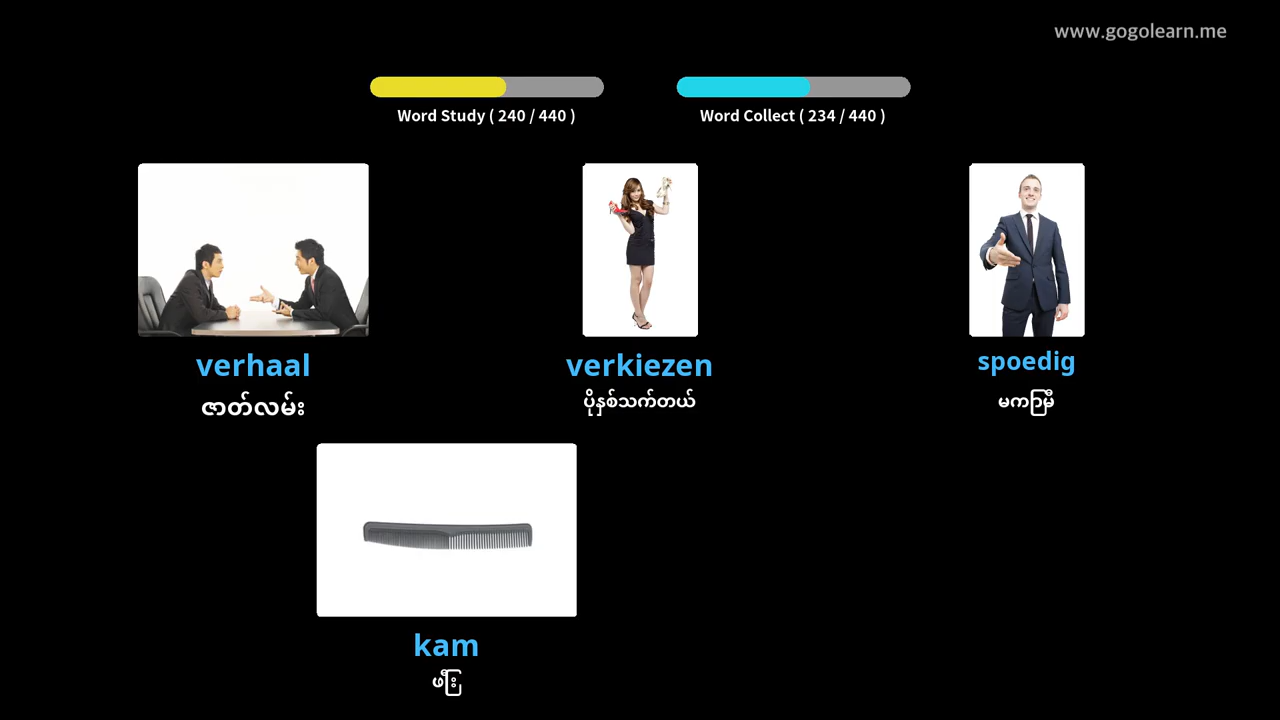 www.gogolearn.me
Word Study ( 240 / 440 )
Word Collect ( 234 / 440 )
verhaal
ဇာတ်လမ်း
verkiezen
ပိုနှစ်သက်တယ်
spoedig
မကြာမီ
kam
ဖြီး